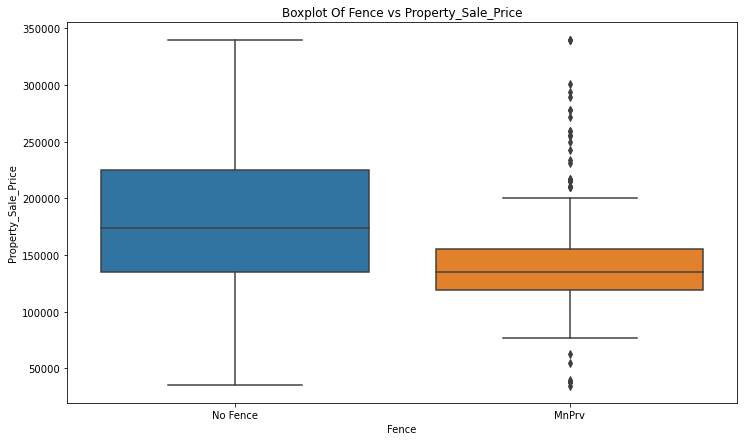 Boxplot Of Fence vs Property_Sale_Price
350000
300000
250000
200000
150000
100000
50000
Property_Sale_Price
No Fence
MnPrv
Fence